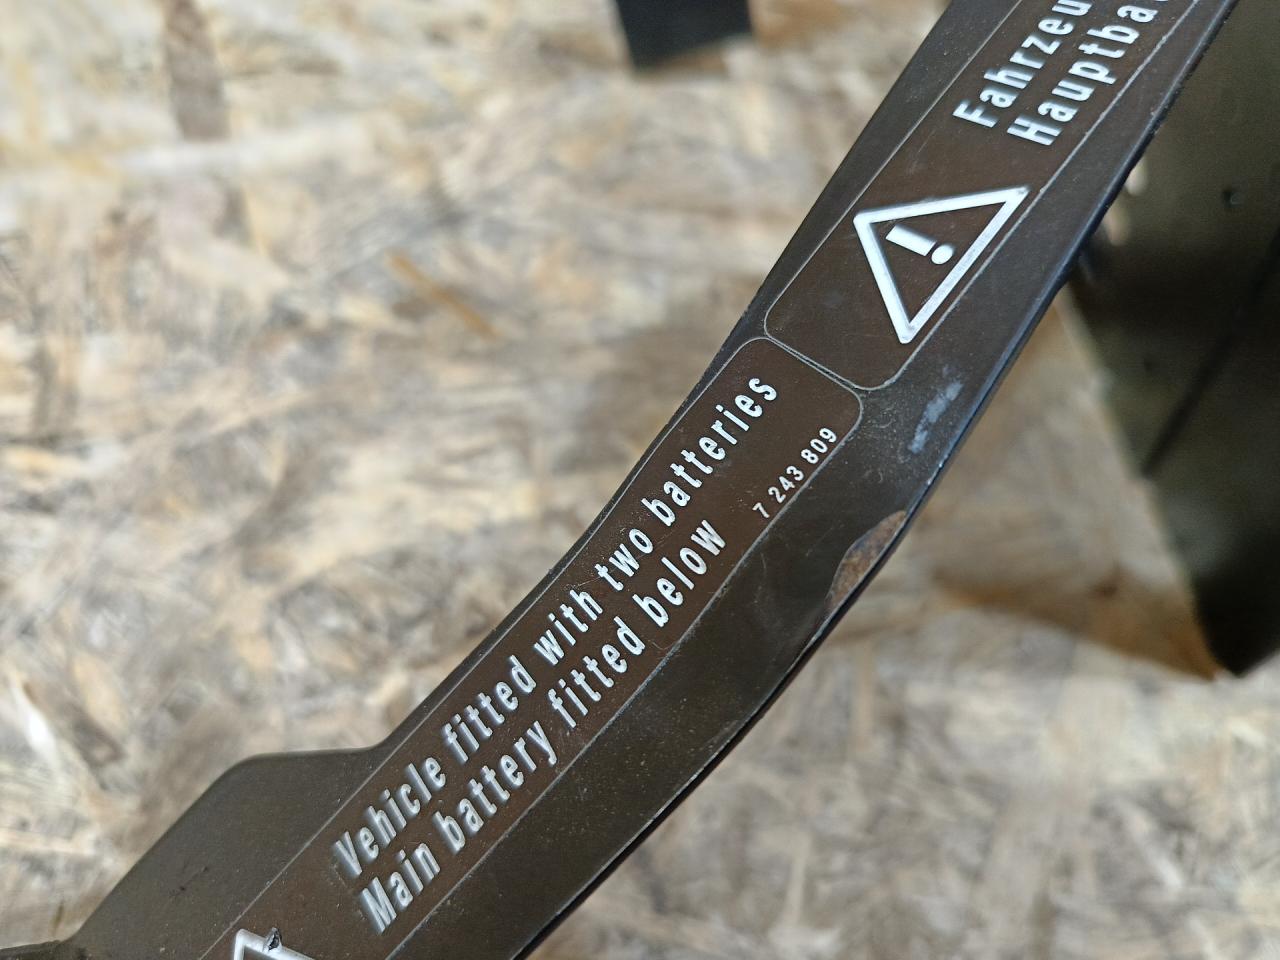 Vehicle fitted with two batteries
Main battery fitted below
7 243 809